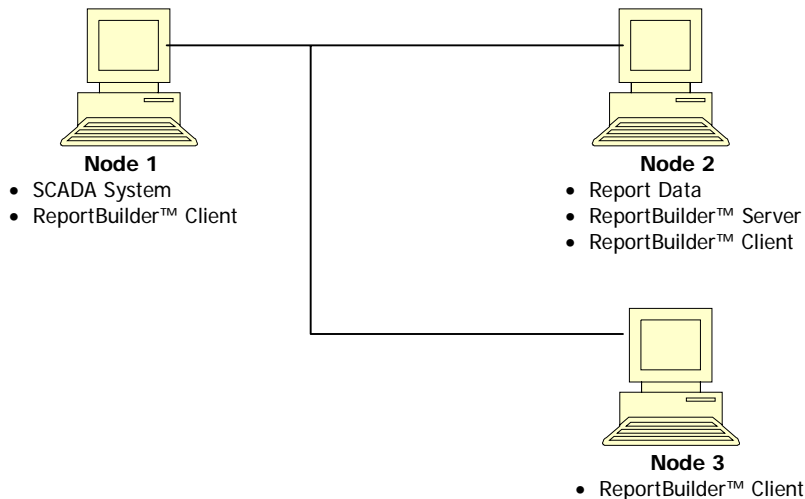 Node 1
• SCADA System
• ReportBuilder™ Client
Node 2
• Report Data
• ReportBuilder™ Server
• ReportBuilder™ Client
Node 3
• ReportBuilder™ Client